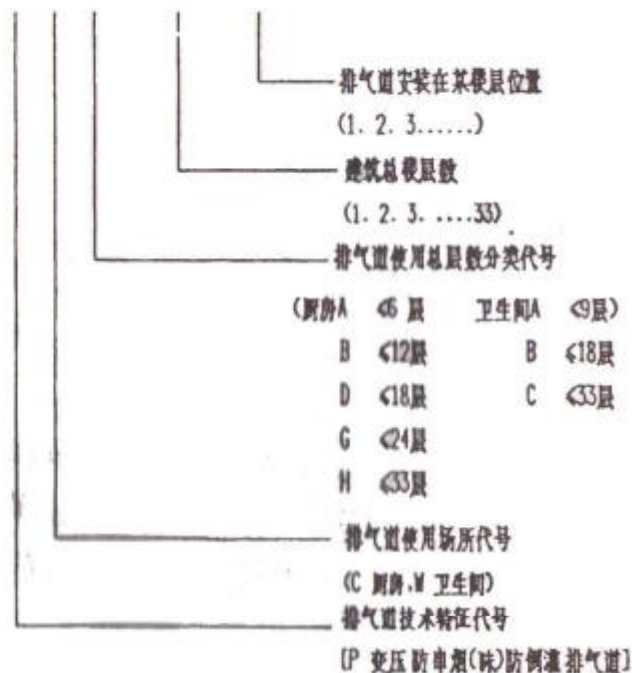 排气道安装在某楼层位置
(1. 2. 3......)
建筑总楼层数
(1. 2. 3. ....33)
排气道使用总层数分类代号
(厨房A ≤6 层 卫生间A ≤9层)
B ≤12层 B ≤18层
D ≤18层 C ≤33层
G ≤24层
H ≤33层
排气道使用场所代号
(C 厨房、W 卫生间)
排气道技术特征代号
[P 变压防串烟(味)防倒灌排气道]